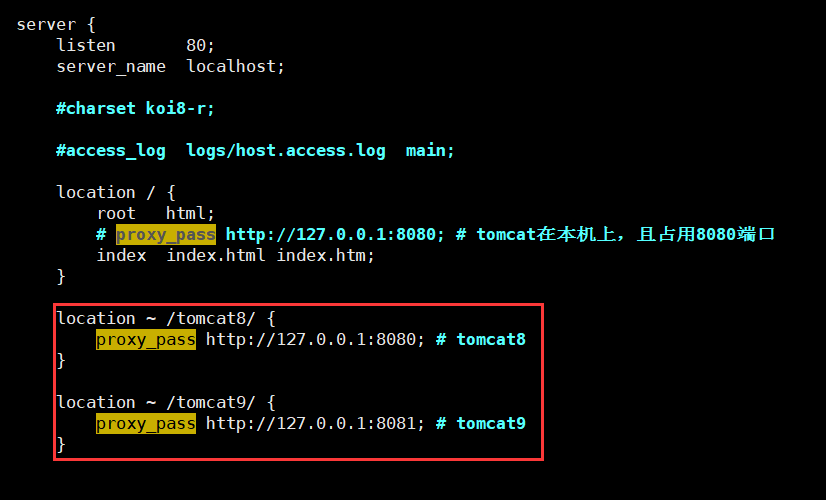 server {
    listen       80;
    server_name  localhost;
    #charset koi8-r;
    #access_log  logs/host.access.log  main;
    location / {
        root   html;
        # proxy_pass http://127.0.0.1:8080; # tomcat在本机上，且占用8080端口
        index  index.html index.htm;
    }
    location ~ /tomcat8/ {
        proxy_pass http://127.0.0.1:8080; # tomcat8
    }
    location ~ /tomcat9/ {
        proxy_pass http://127.0.0.1:8081; # tomcat9
    }